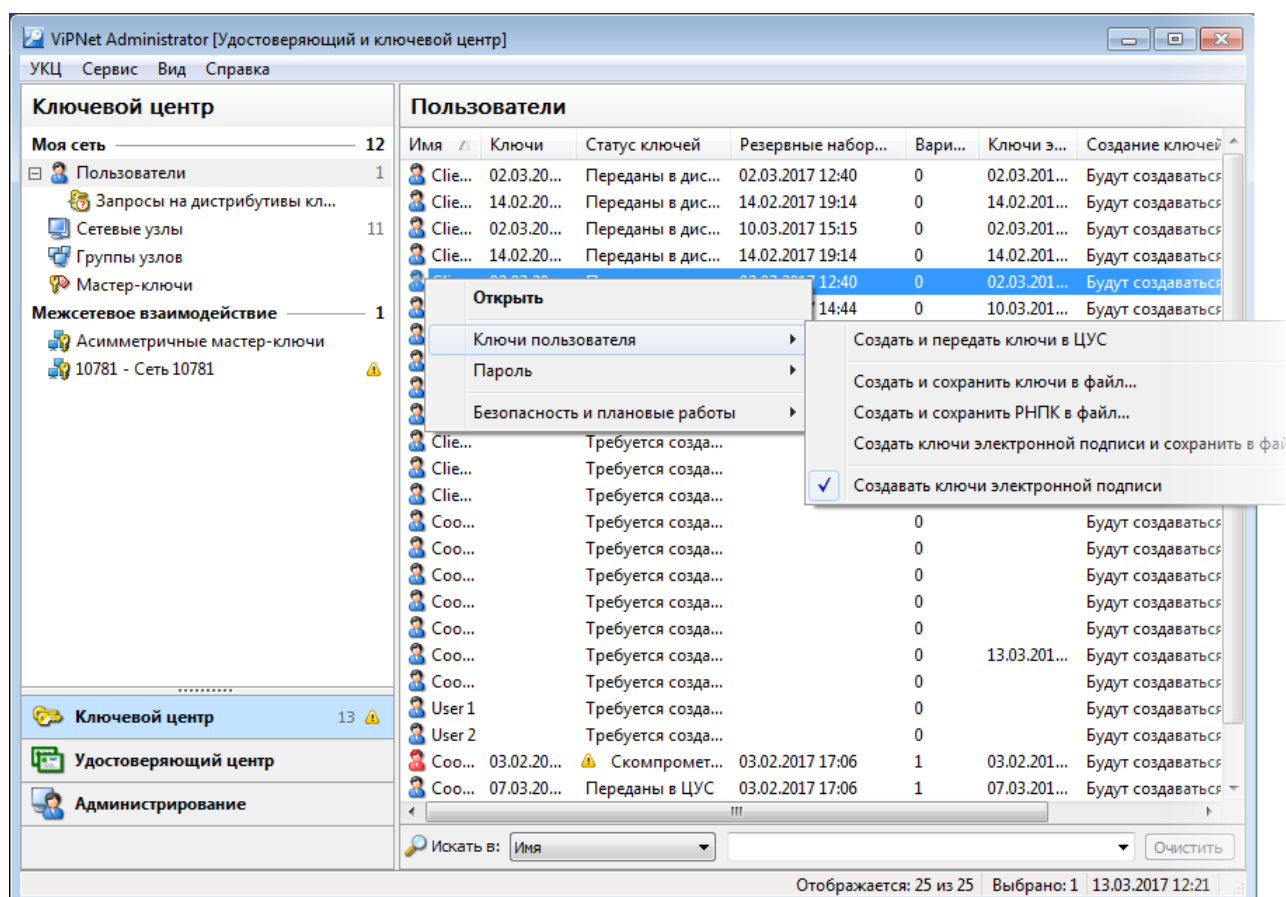 ViPNet Administrator [Удостоверяющий и ключевой центр]
УКЦ Сервис Вид Справка
Ключевой центр
Моя сеть 12
Пользователи 1
Запросы на дистрибутивы кл...
Сетевые узлы 11
Группы узлов
Мастер-ключи
Межсетевое взаимодействие 1
Асимметричные мастер-ключи
10781 - Сеть 10781
Ключевой центр 13
Удостоверяющий центр
Администрирование
Пользователи
Имя Ключи Статус ключей Резервные набор... Вари... Ключи э... Создание ключей
Clie... 02.03.20... Переданы в дис... 02.03.2017 12:40 0 02.03.201... Будут создаваться
Clie... 14.02.20... Переданы в дис... 14.02.2017 19:14 0 14.02.201... Будут создаваться
Clie... 02.03.20... Переданы в дис... 10.03.2017 15:15 0 02.03.201... Будут создаваться
Clie... 14.02.20... Переданы в дис... 14.02.2017 19:14 0 14.02.201... Будут создаваться
12:40 0 02.03.201... Будут создаваться
14:44 0 10.03.201... Будут создаваться
Открыть
Ключи пользователя
Пароль
Безопасность и плановые работы
Создать и передать ключи в ЦУС
Создать и сохранить ключи в файл...
Создать и сохранить РНПК в файл...
Создать ключи электронной подписи и сохранить в фай
Создавать ключи электронной подписи
Clie... Требуется созда...
Clie... Требуется созда...
Clie... Требуется созда...
Coo... Требуется созда... 0 Будут создаваться
Coo... Требуется созда... 0 Будут создаваться
Coo... Требуется созда... 0 Будут создаваться
Coo... Требуется созда... 0 Будут создаваться
Coo... Требуется созда... 0 Будут создаваться
Coo... Требуется созда... 0 13.03.201... Будут создаваться
Coo... Требуется созда... 0 Будут создаваться
User 1 Требуется созда... 0 Будут создаваться
User 2 Требуется созда... 0 Будут создаваться
Coo... 03.02.20... Скомпромет... 03.02.2017 17:06 1 03.02.201... Будут создаваться
Coo... 07.03.20... Переданы в ЦУС 03.02.2017 17:06 1 07.03.201... Будут создаваться
Искать в: Имя Очистить
Отображается: 25 из 25 Выбрано: 1 13.03.2017 12:21